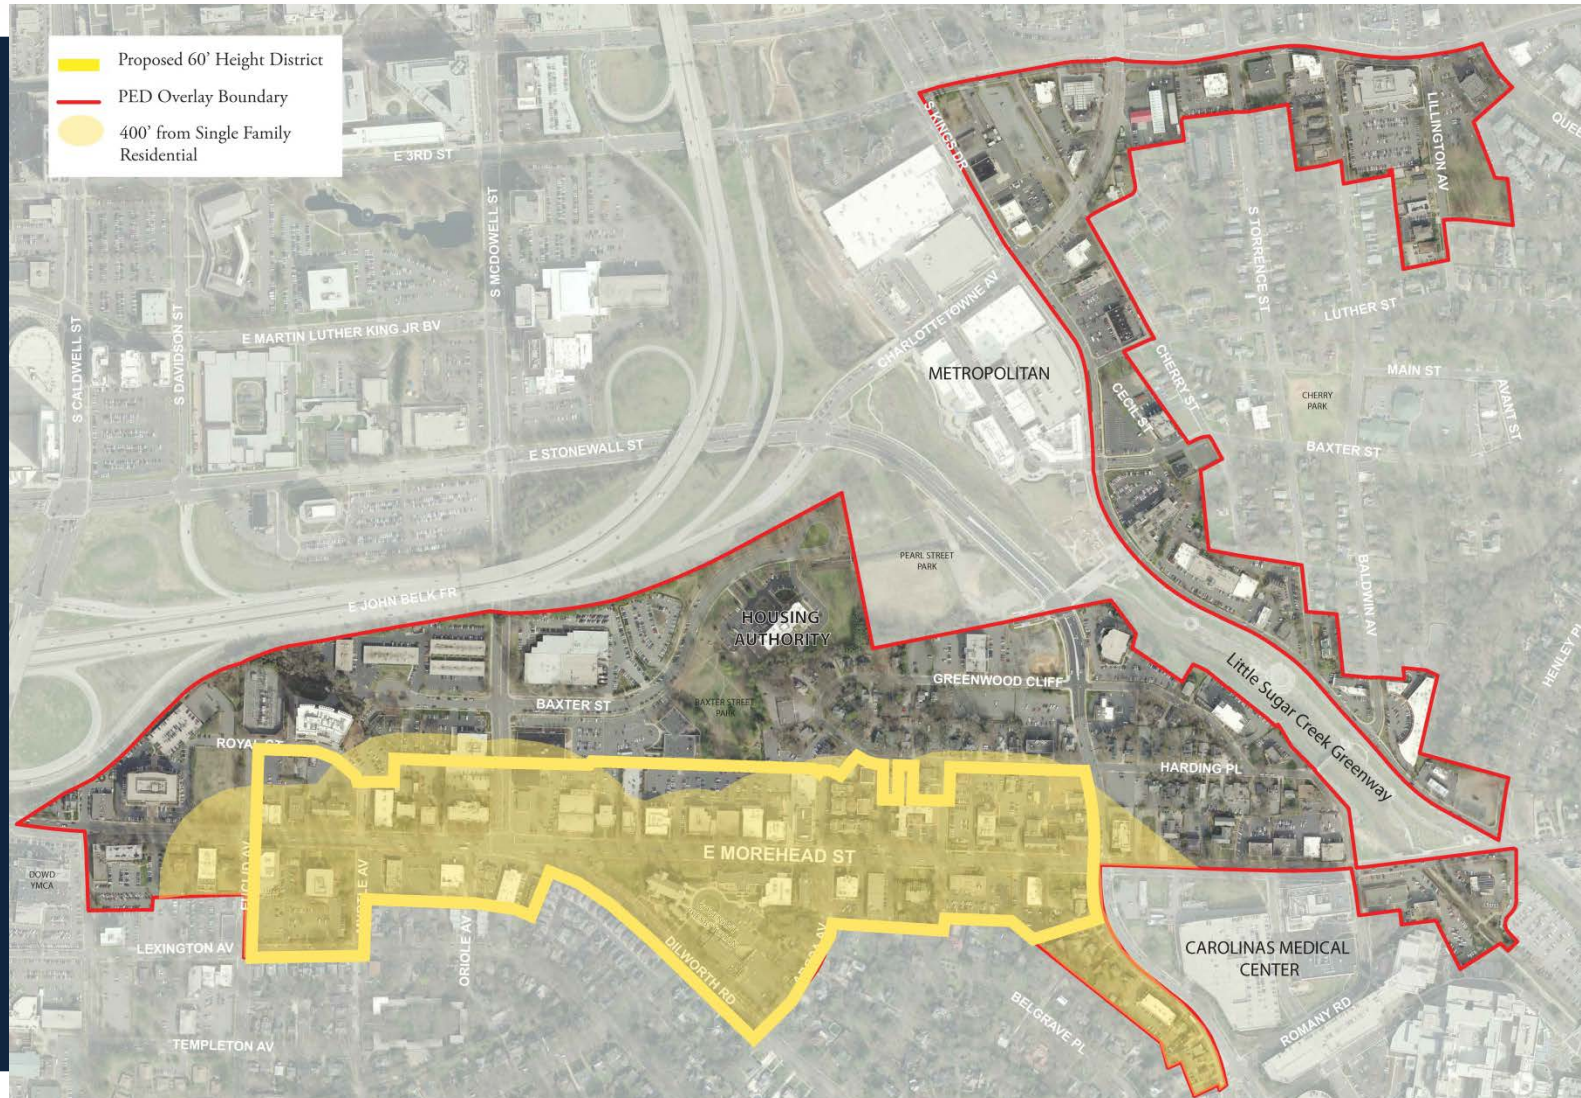 Proposed 60' Height District
PED Overlay Boundary
400' from Single Family
Residential
E 3RD ST
S KINGS DR
LILLINGTON AV
S MCDOWELL ST
S TORRENCE ST
LUTHER ST
S CALDWELL ST
S DAVIDSON ST
E MARTIN LUTHER KING JR BV
CHARLOTTETOWNE AV
METROPOLITAN
CHERRY ST
CECIL ST
MAIN ST
CHERRY
PARK
AVANT ST
BAXTER ST
E STONEWALL ST
PEARL STREET
PARK
BALDWIN AV
E JOHN BELK FR
HOUSING
AUTHORITY
HENLEY PL
GREENWOOD CLIFF
Little Sugar Creek Greenway
BAXTER ST
BAXTER STREET
PARK
HARDING PL
E MOREHEAD ST
DOWD
YMCA
LEXINGTON AV
ORIOLE AV
DILWORTH RD
CAROLINAS MEDICAL
CENTER
BELGRAVE PL
ROMANY RD
TEMPLETON AV